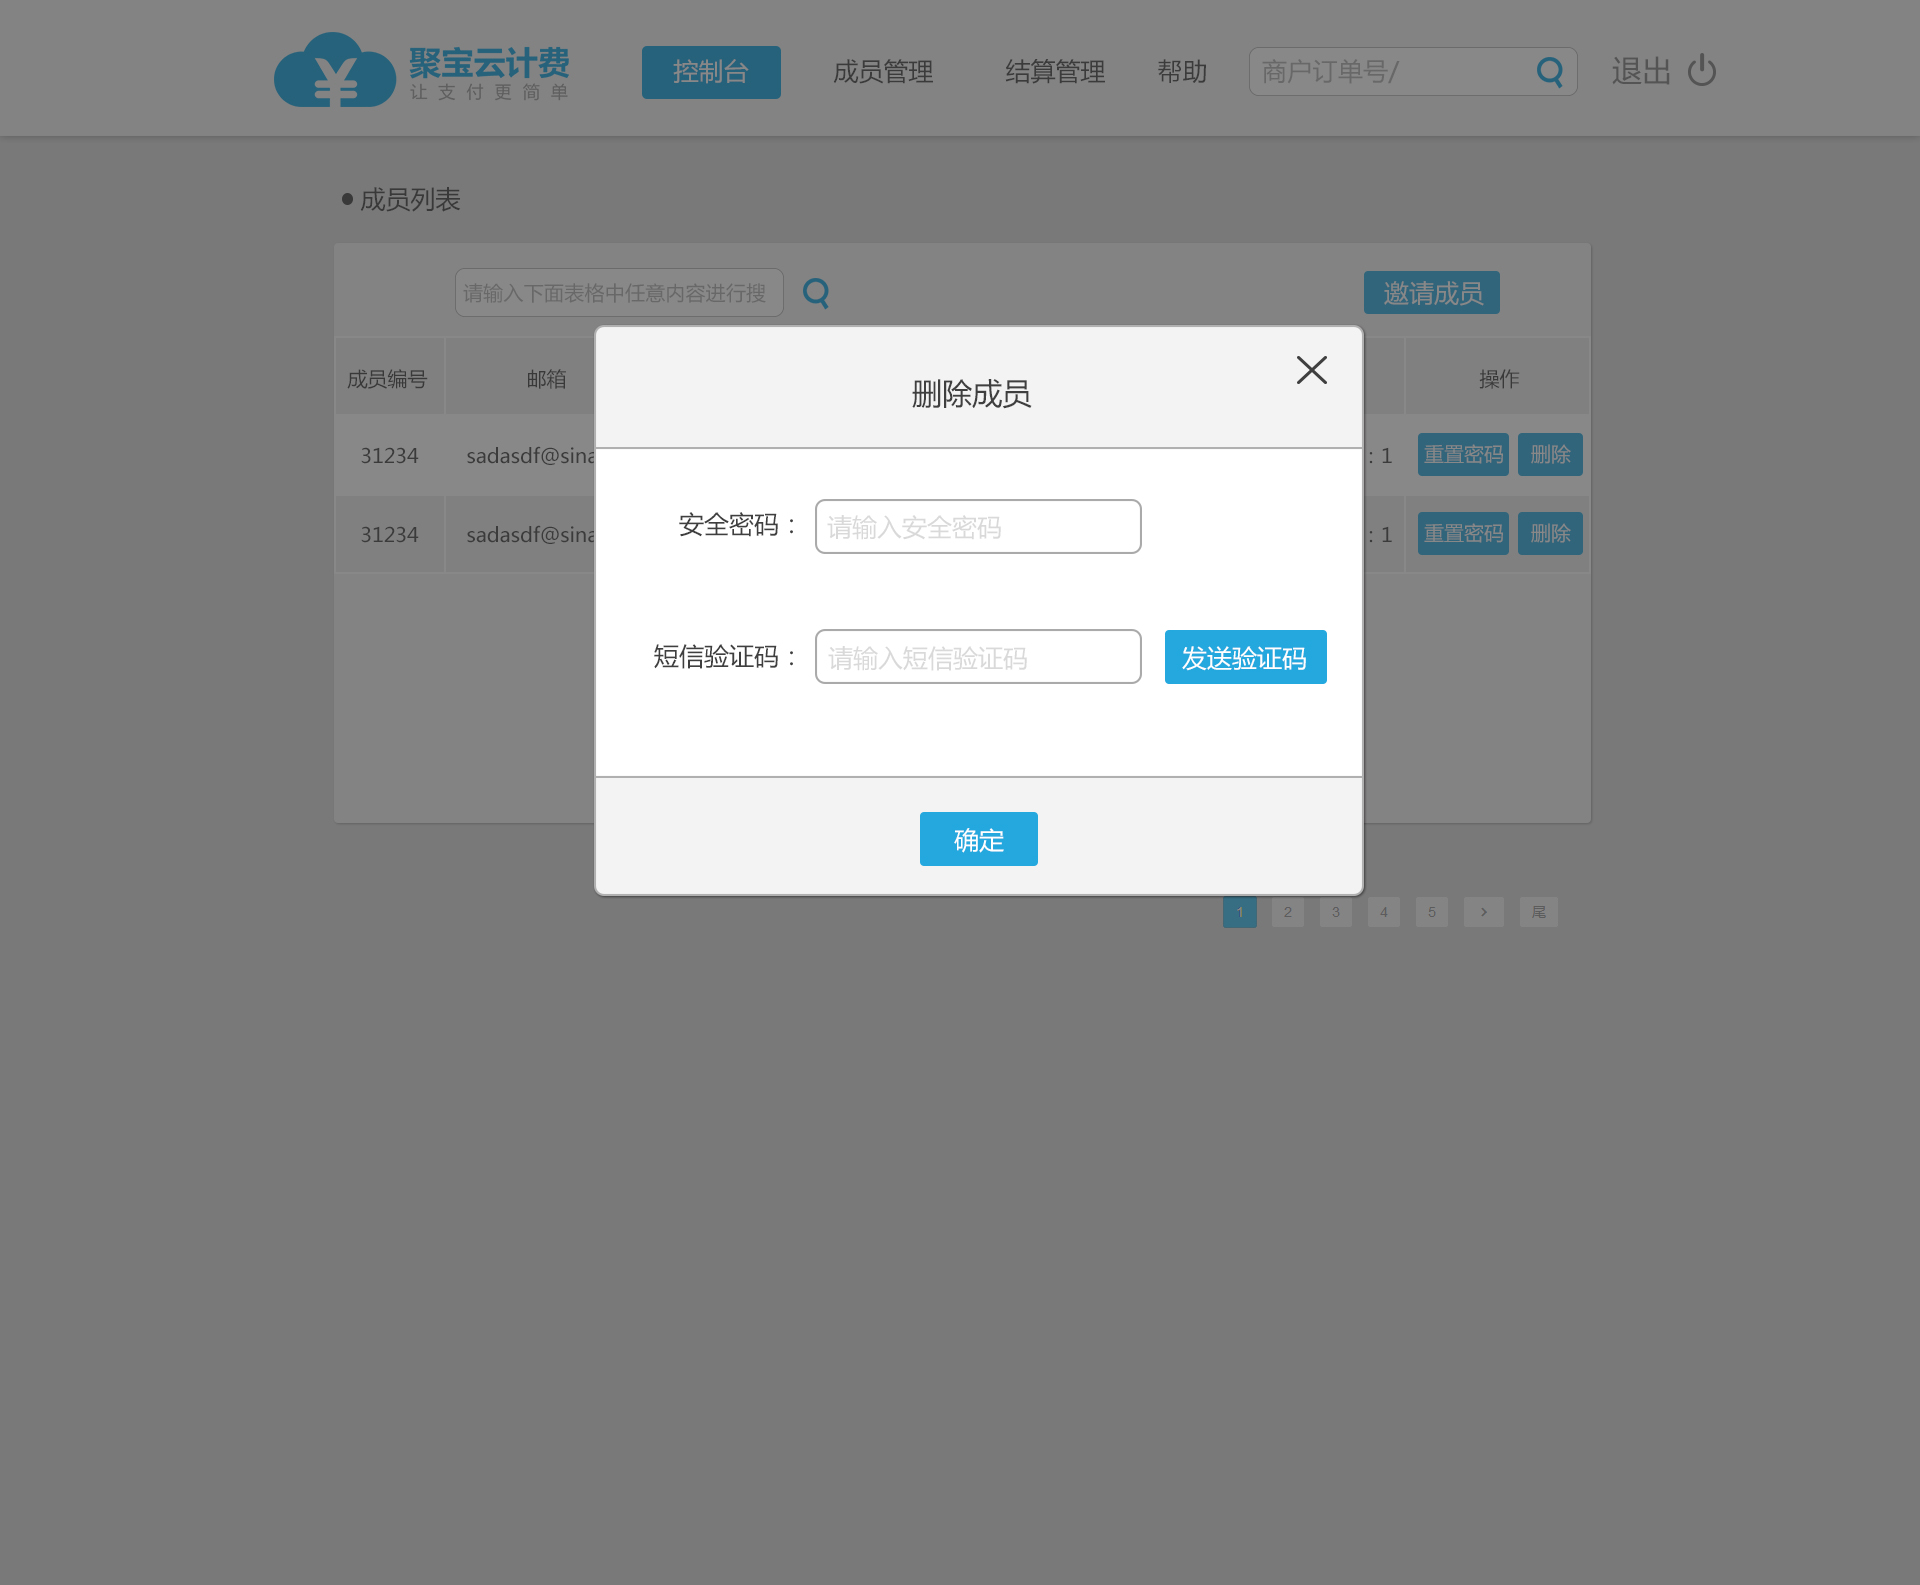 聚宝云计费
让支付更简单
控制台
成员管理
结算管理
帮助
商户订单号/
退出
成员列表
请输入下面表格中任意内容进行搜
邀请成员
成员编号
邮箱
操作
31234
sadasdf@sina
: 1
重置密码
删除
31234
sadasdf@sina
: 1
重置密码
删除
删除成员
安全密码：
请输入安全密码
短信验证码：
请输入短信验证码
发送验证码
确定
1 2 3 4 5 > 尾